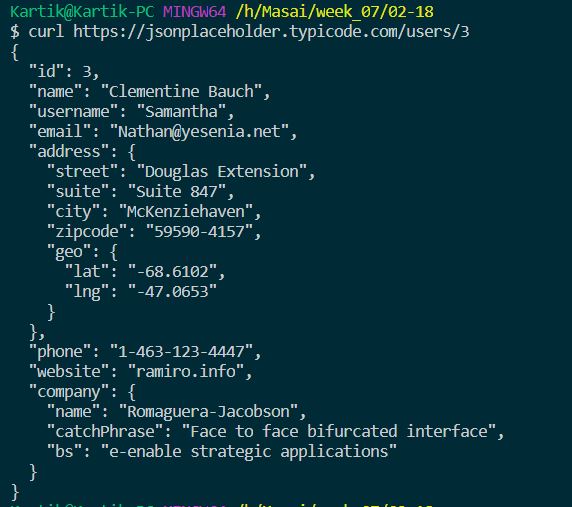 Kartik@Kartik-PC MINGW64 /h/Masai/week_07/02-18
$ curl https://jsonplaceholder.typicode.com/users/3
{
  "id": 3,
  "name": "Clementine Bauch",
  "username": "Samantha",
  "email": "Nathan@yesenia.net",
  "address": {
    "street": "Douglas Extension",
    "suite": "Suite 847",
    "city": "McKenziehaven",
    "zipcode": "59590-4157",
    "geo": {
      "lat": "-68.6102",
      "lng": "-47.0653"
    }
  },
  "phone": "1-463-123-4447",
  "website": "ramiro.info",
  "company": {
    "name": "Romaguera-Jacobson",
    "catchPhrase": "Face to face bifurcated interface",
    "bs": "e-enable strategic applications"
  }
}